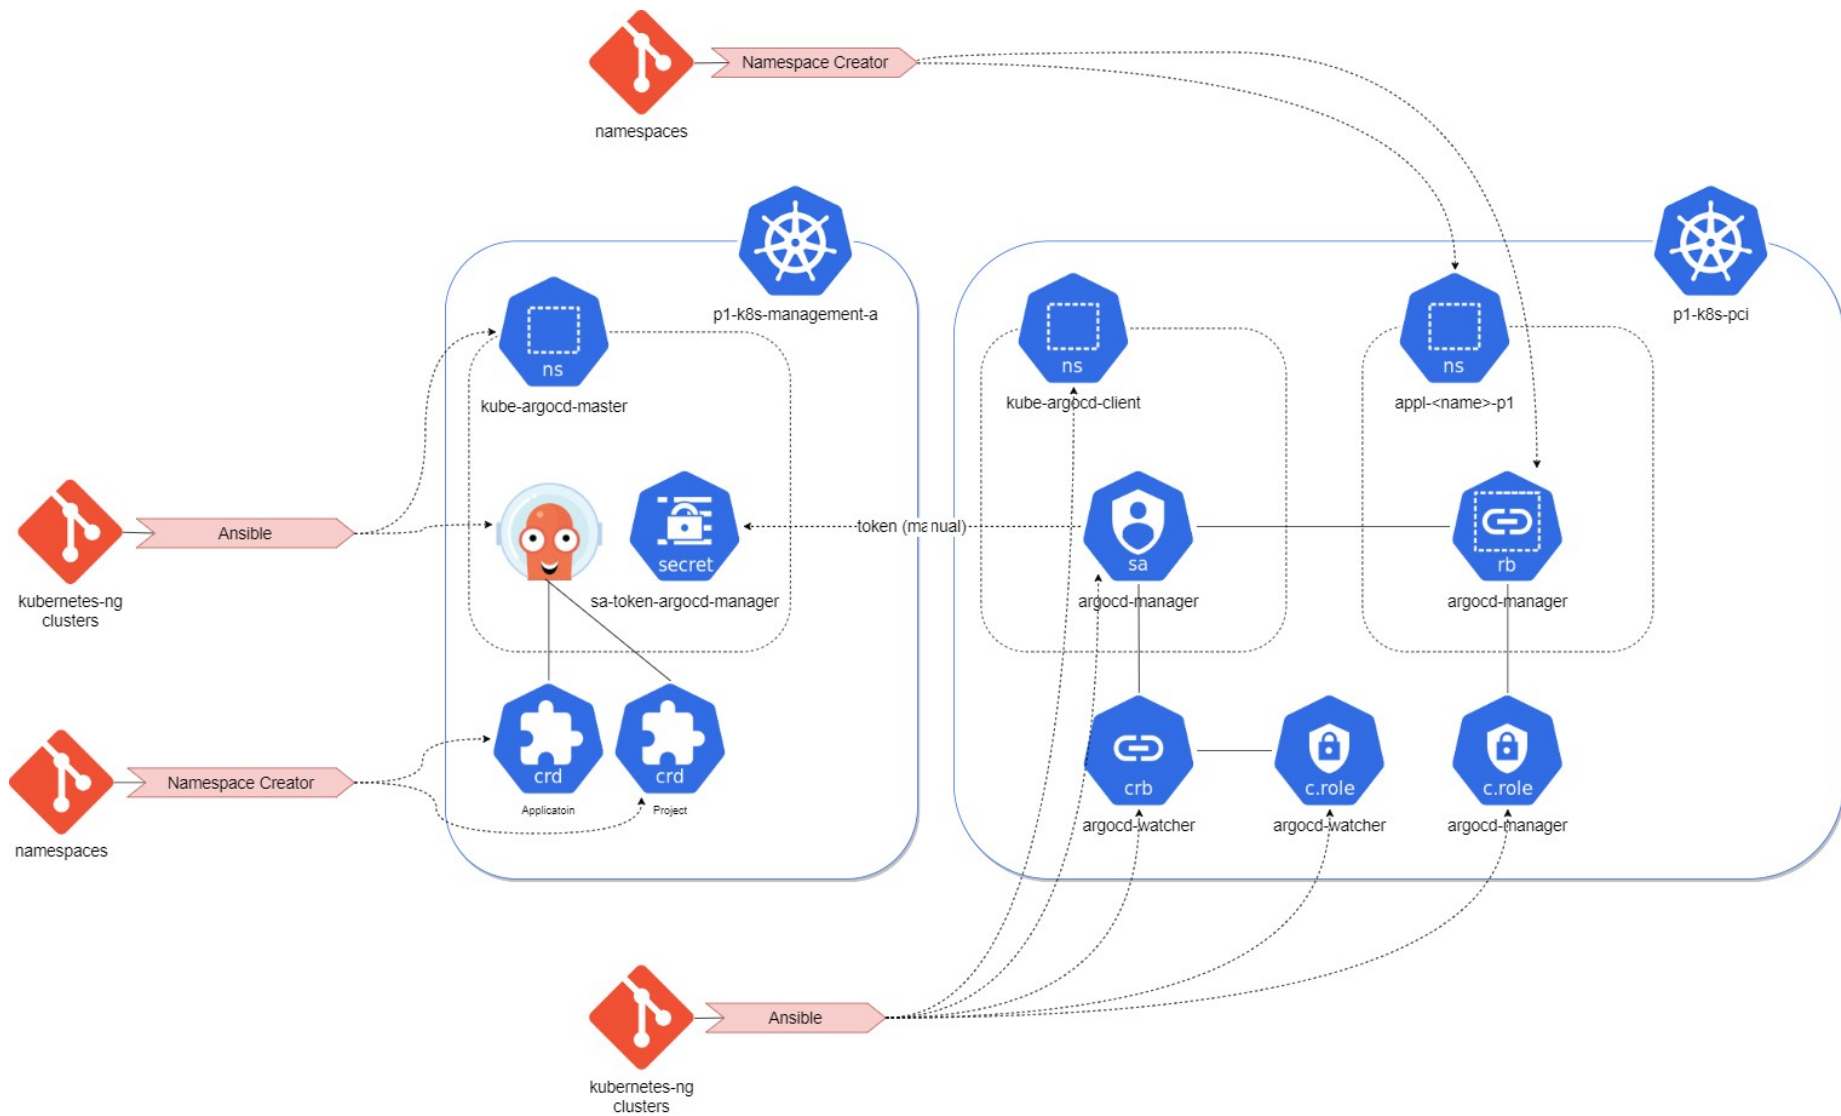 Namespace Creator
namespaces
p1-k8s-management-a
p1-k8s-pci
ns
kube-argocd-master
ns
kube-argocd-client
ns
appl-<name>-p1
Ansible
kubernetes-ng
clusters
secret
sa-token-argocd-manager
token (manual)
sa
argocd-manager
rb
argocd-manager
Namespace Creator
namespaces
crd
Applicatoin
crd
Project
crb
argocd-watcher
c.role
argocd-watcher
c.role
argocd-manager
Ansible
kubernetes-ng
clusters